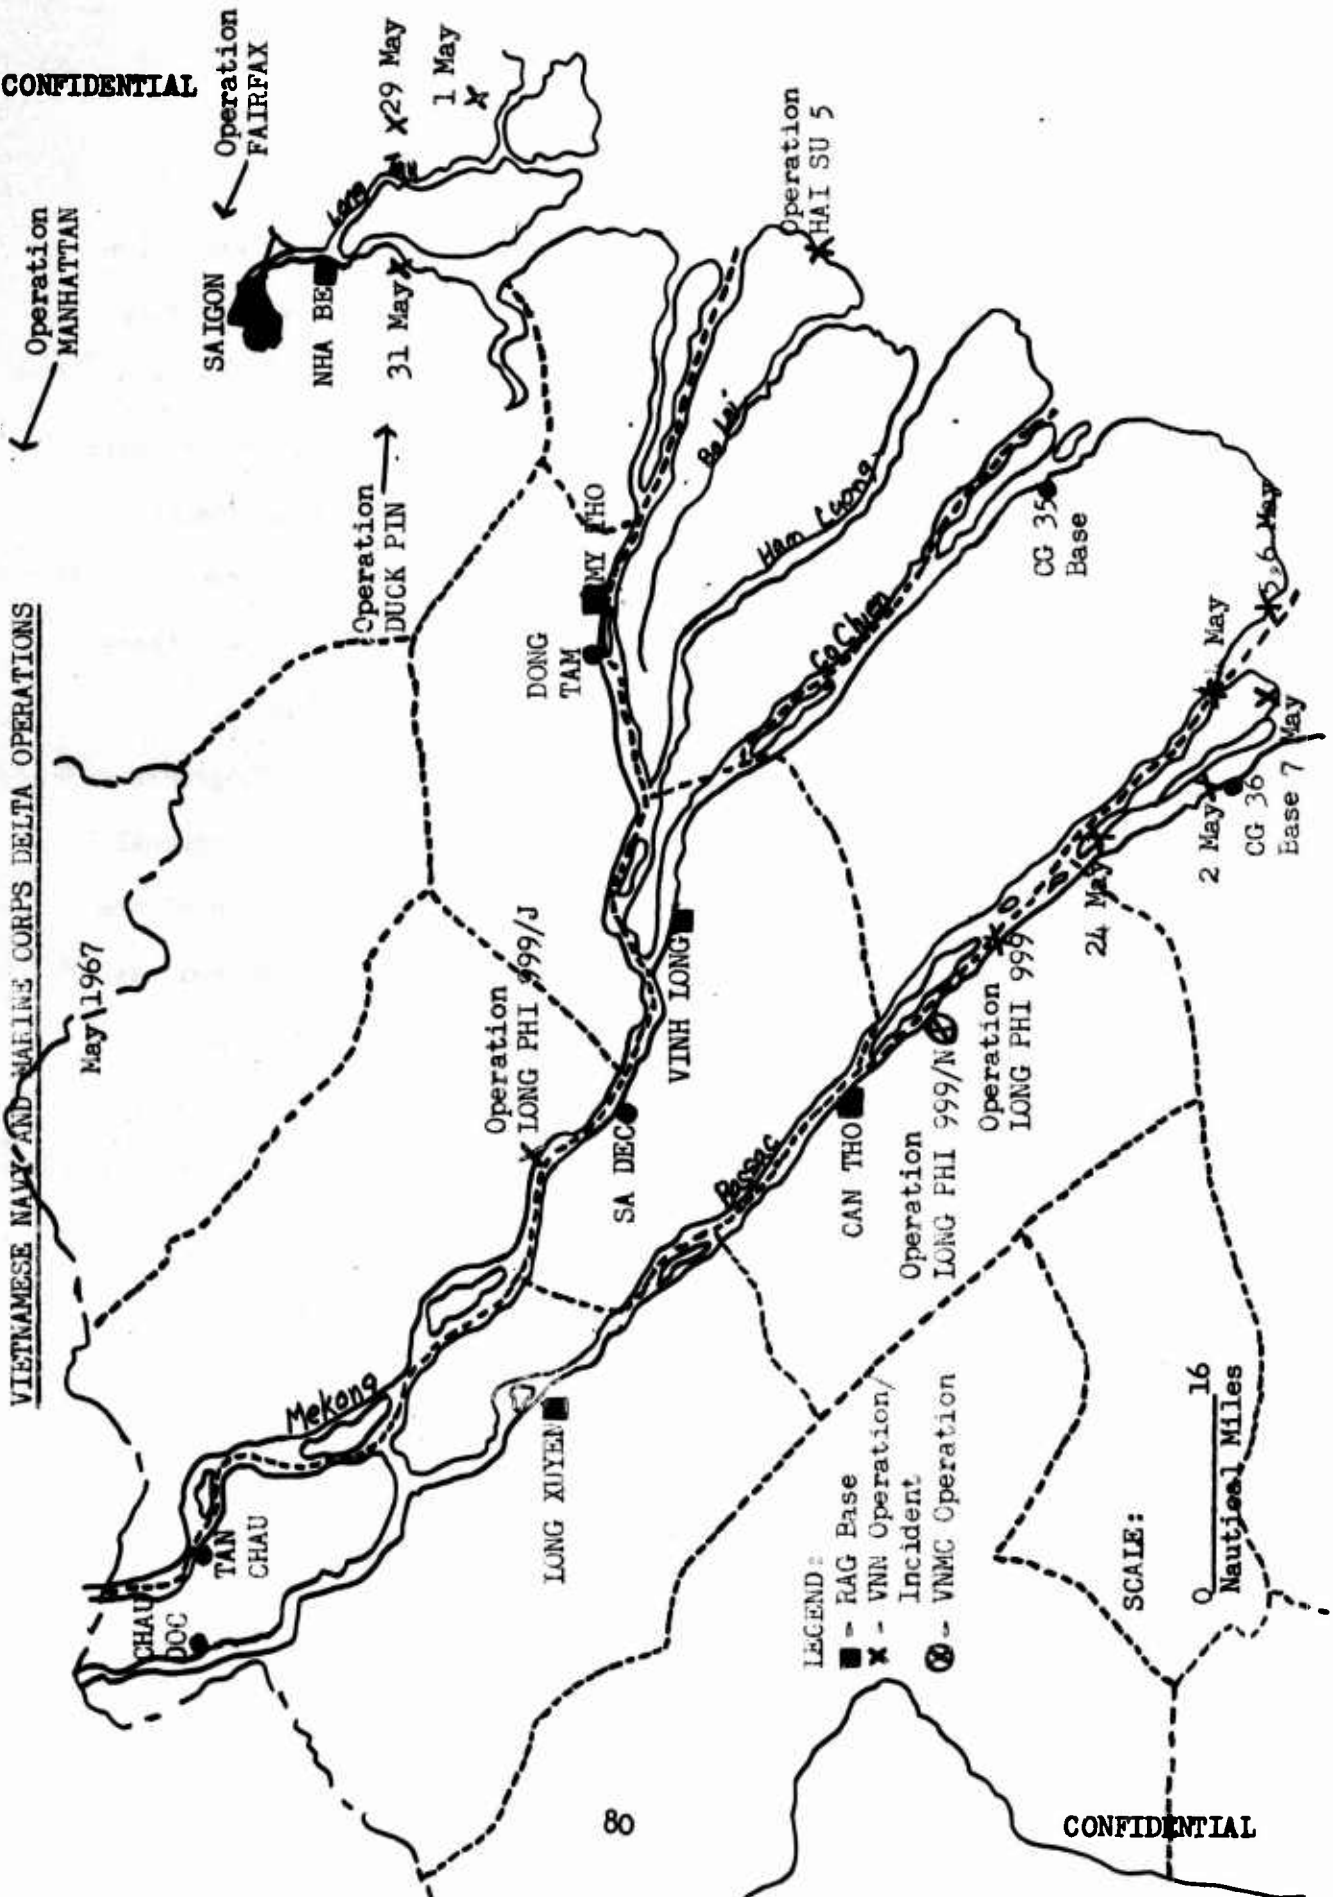 CONFIDENTIAL
VIETNAMESE NAVY AND MARINE CORPS DELTA OPERATIONS
May 1967
Operation
MANHATTAN
Operation
FAIRFAX
SAIGON
NHA BE
Long
29 May
1 May
31 May
Operation
DUCK PIN
Operation
HAI SU 5
MY THO
DONG
TAM
Ba Lai
Ham Luong
Co Chien
CG 35
Base
5,6 May
May
2 May
CG 36
Base 7 May
24 May
Operation
LONG PHI 999/J
VINH LONG
SA DEC
Operation
LONG PHI 999
Operation
LONG PHI 999/N
CAN THO
Bassac
Mekong
LONG XUYEN
TAN
CHAU
CHAU
DOC
LEGEND:
- RAG Base
X - VNN Operation/
Incident
- VNMC Operation
SCALE:
0 16
Nautical Miles
80
CONFIDENTIAL